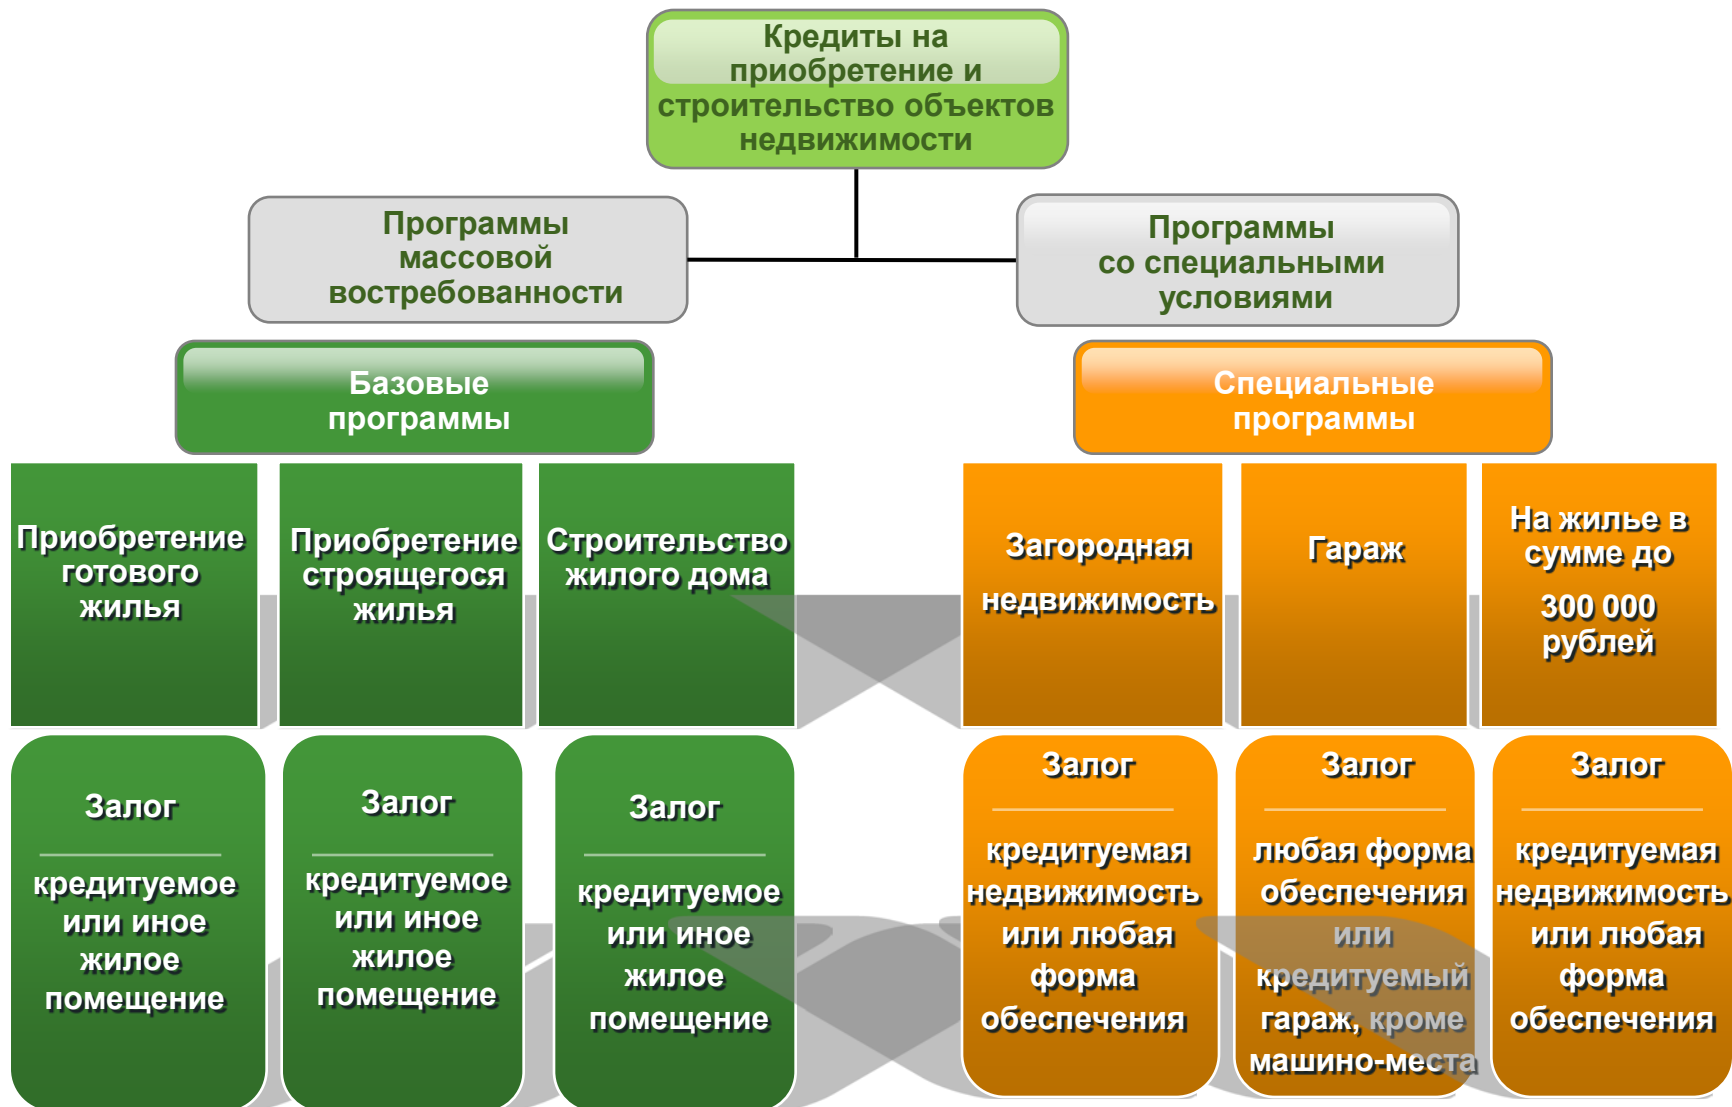 Кредиты на
приобретение и
строительство объектов
недвижимости
Программы
массовой
востребованности
Программы
со специальными
условиями
Базовые
программы
Специальные
программы
Приобретение
готового
жилья
Приобретение
строящегося
жилья
Строительство
жилого дома
Загородная
недвижимость
Гараж
На жилье в
сумме до
300 000
рублей
Залог
кредитуемое
или иное
жилое
помещение
Залог
кредитуемое
или иное
жилое
помещение
Залог
кредитуемое
или иное
жилое
помещение
Залог
кредитуемая
недвижимость
или любая
форма
обеспечения
Залог
любая форма
обеспечения
или
кредитуемый
гараж, кроме
машино-места
Залог
кредитуемая
недвижимость
или любая
форма
обеспечения